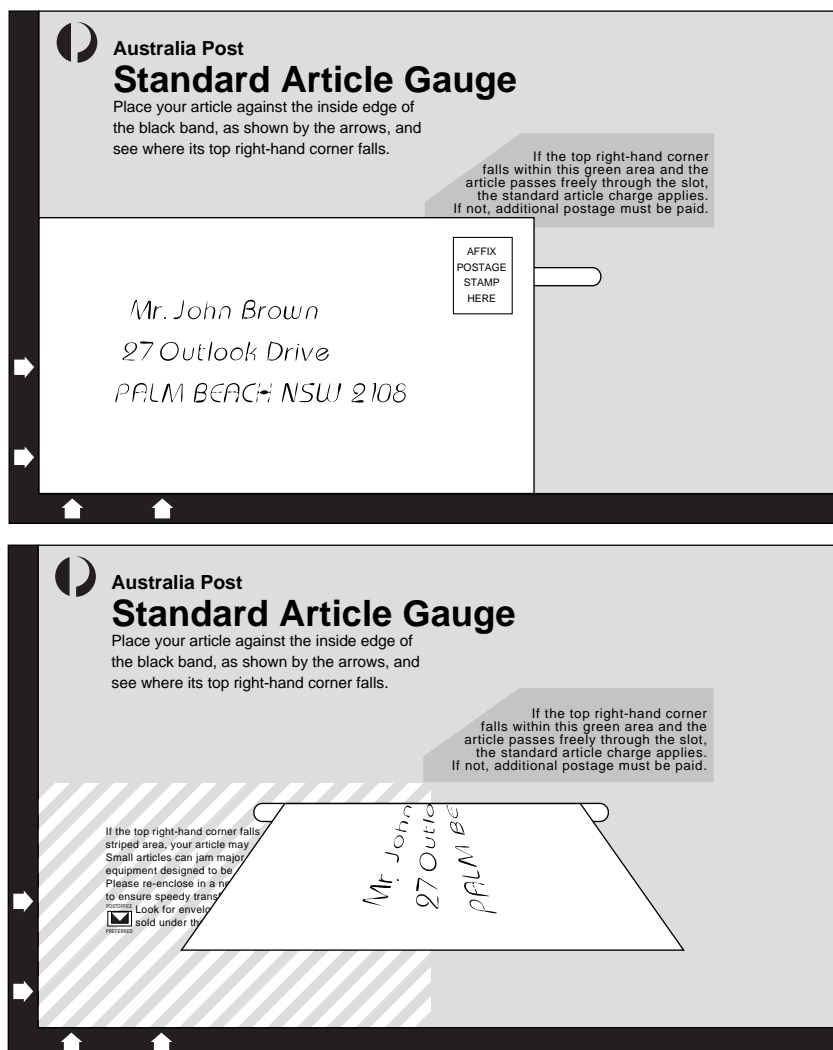 Australia Post
Standard Article Gauge
Place your article against the inside edge of
the black band, as shown by the arrows, and
see where its top right-hand corner falls.
If the top right-hand corner
falls within this green area and the
article passes freely through the slot,
the standard article charge applies.
If not, additional postage must be paid.
AFFIX
POSTAGE
STAMP
HERE
Mr. John Brown
27 Outlook Drive
PALM BEACH NSW 2108
Australia Post
Standard Article Gauge
Place your article against the inside edge of
the black band, as shown by the arrows, and
see where its top right-hand corner falls.
If the top right-hand corner
falls within this green area and the
article passes freely through the slot,
the standard article charge applies.
If not, additional postage must be paid.
If the top right-hand corner falls
striped area, your article may
Small articles can jam major
equipment designed to be
Please re-enclose in a
to ensure speedy
POSTOFFICE
Look for
sold under
PREFERRED
Mr. John
27
PALM